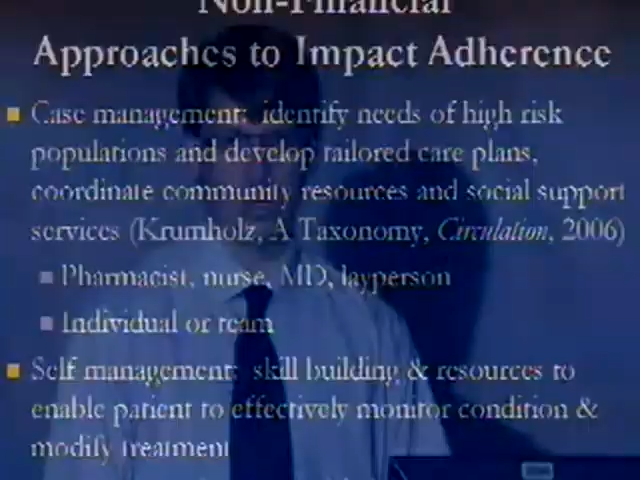 Non-Financial
Approaches to Impact Adherence
Case management: identify needs of high risk
populations and develop tailored care plans,
coordinate community resources and social support
services (Krumholz, A Taxonomy, Circulation, 2006)
Pharmacist, nurse, MD, layperson
Individual or team
Self management: skill building & resources to
enable patient to effectively monitor condition &
modify treatment